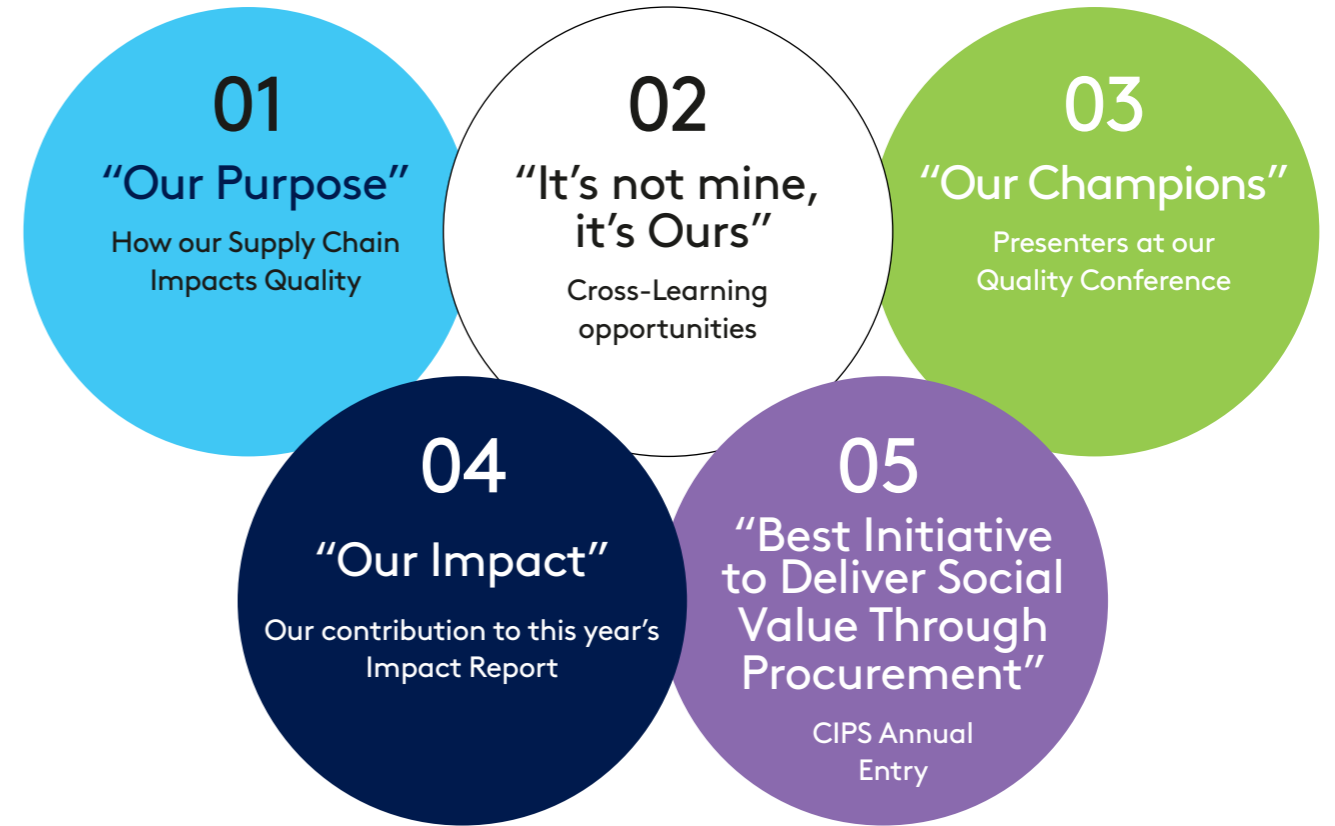 01
“Our Purpose”
How our Supply Chain
Impacts Quality
02
“It’s not mine,
it’s Ours”
Cross-Learning
opportunities
03
“Our Champions”
Presenters at our
Quality Conference
04
“Our Impact”
Our contribution to this year’s
Impact Report
05
“Best Initiative
to Deliver Social
Value Through
Procurement”
CIPS Annual
Entry